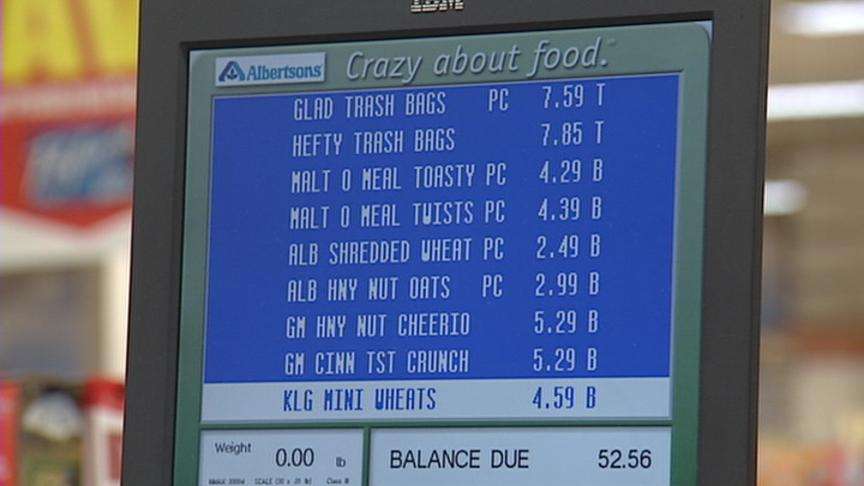 IBM
Albertsons Crazy about food.
GLAD TRASH BAGS PC 7.59 T
HEFTY TRASH BAGS 7.85 T
MALT O MEAL TOASTY PC 4.29 B
MALT O MEAL TWISTS PC 4.39 B
ALB SHREDDED WHEAT PC 2.49 B
ALB HNY NUT OATS PC 2.99 B
GM HNY NUT CHEERIO 5.29 B
GM CINN TST CRUNCH 5.29 B
KLG MINI WHEATS 4.59 B
Weight 0.00 lb
BALANCE DUE 52.56